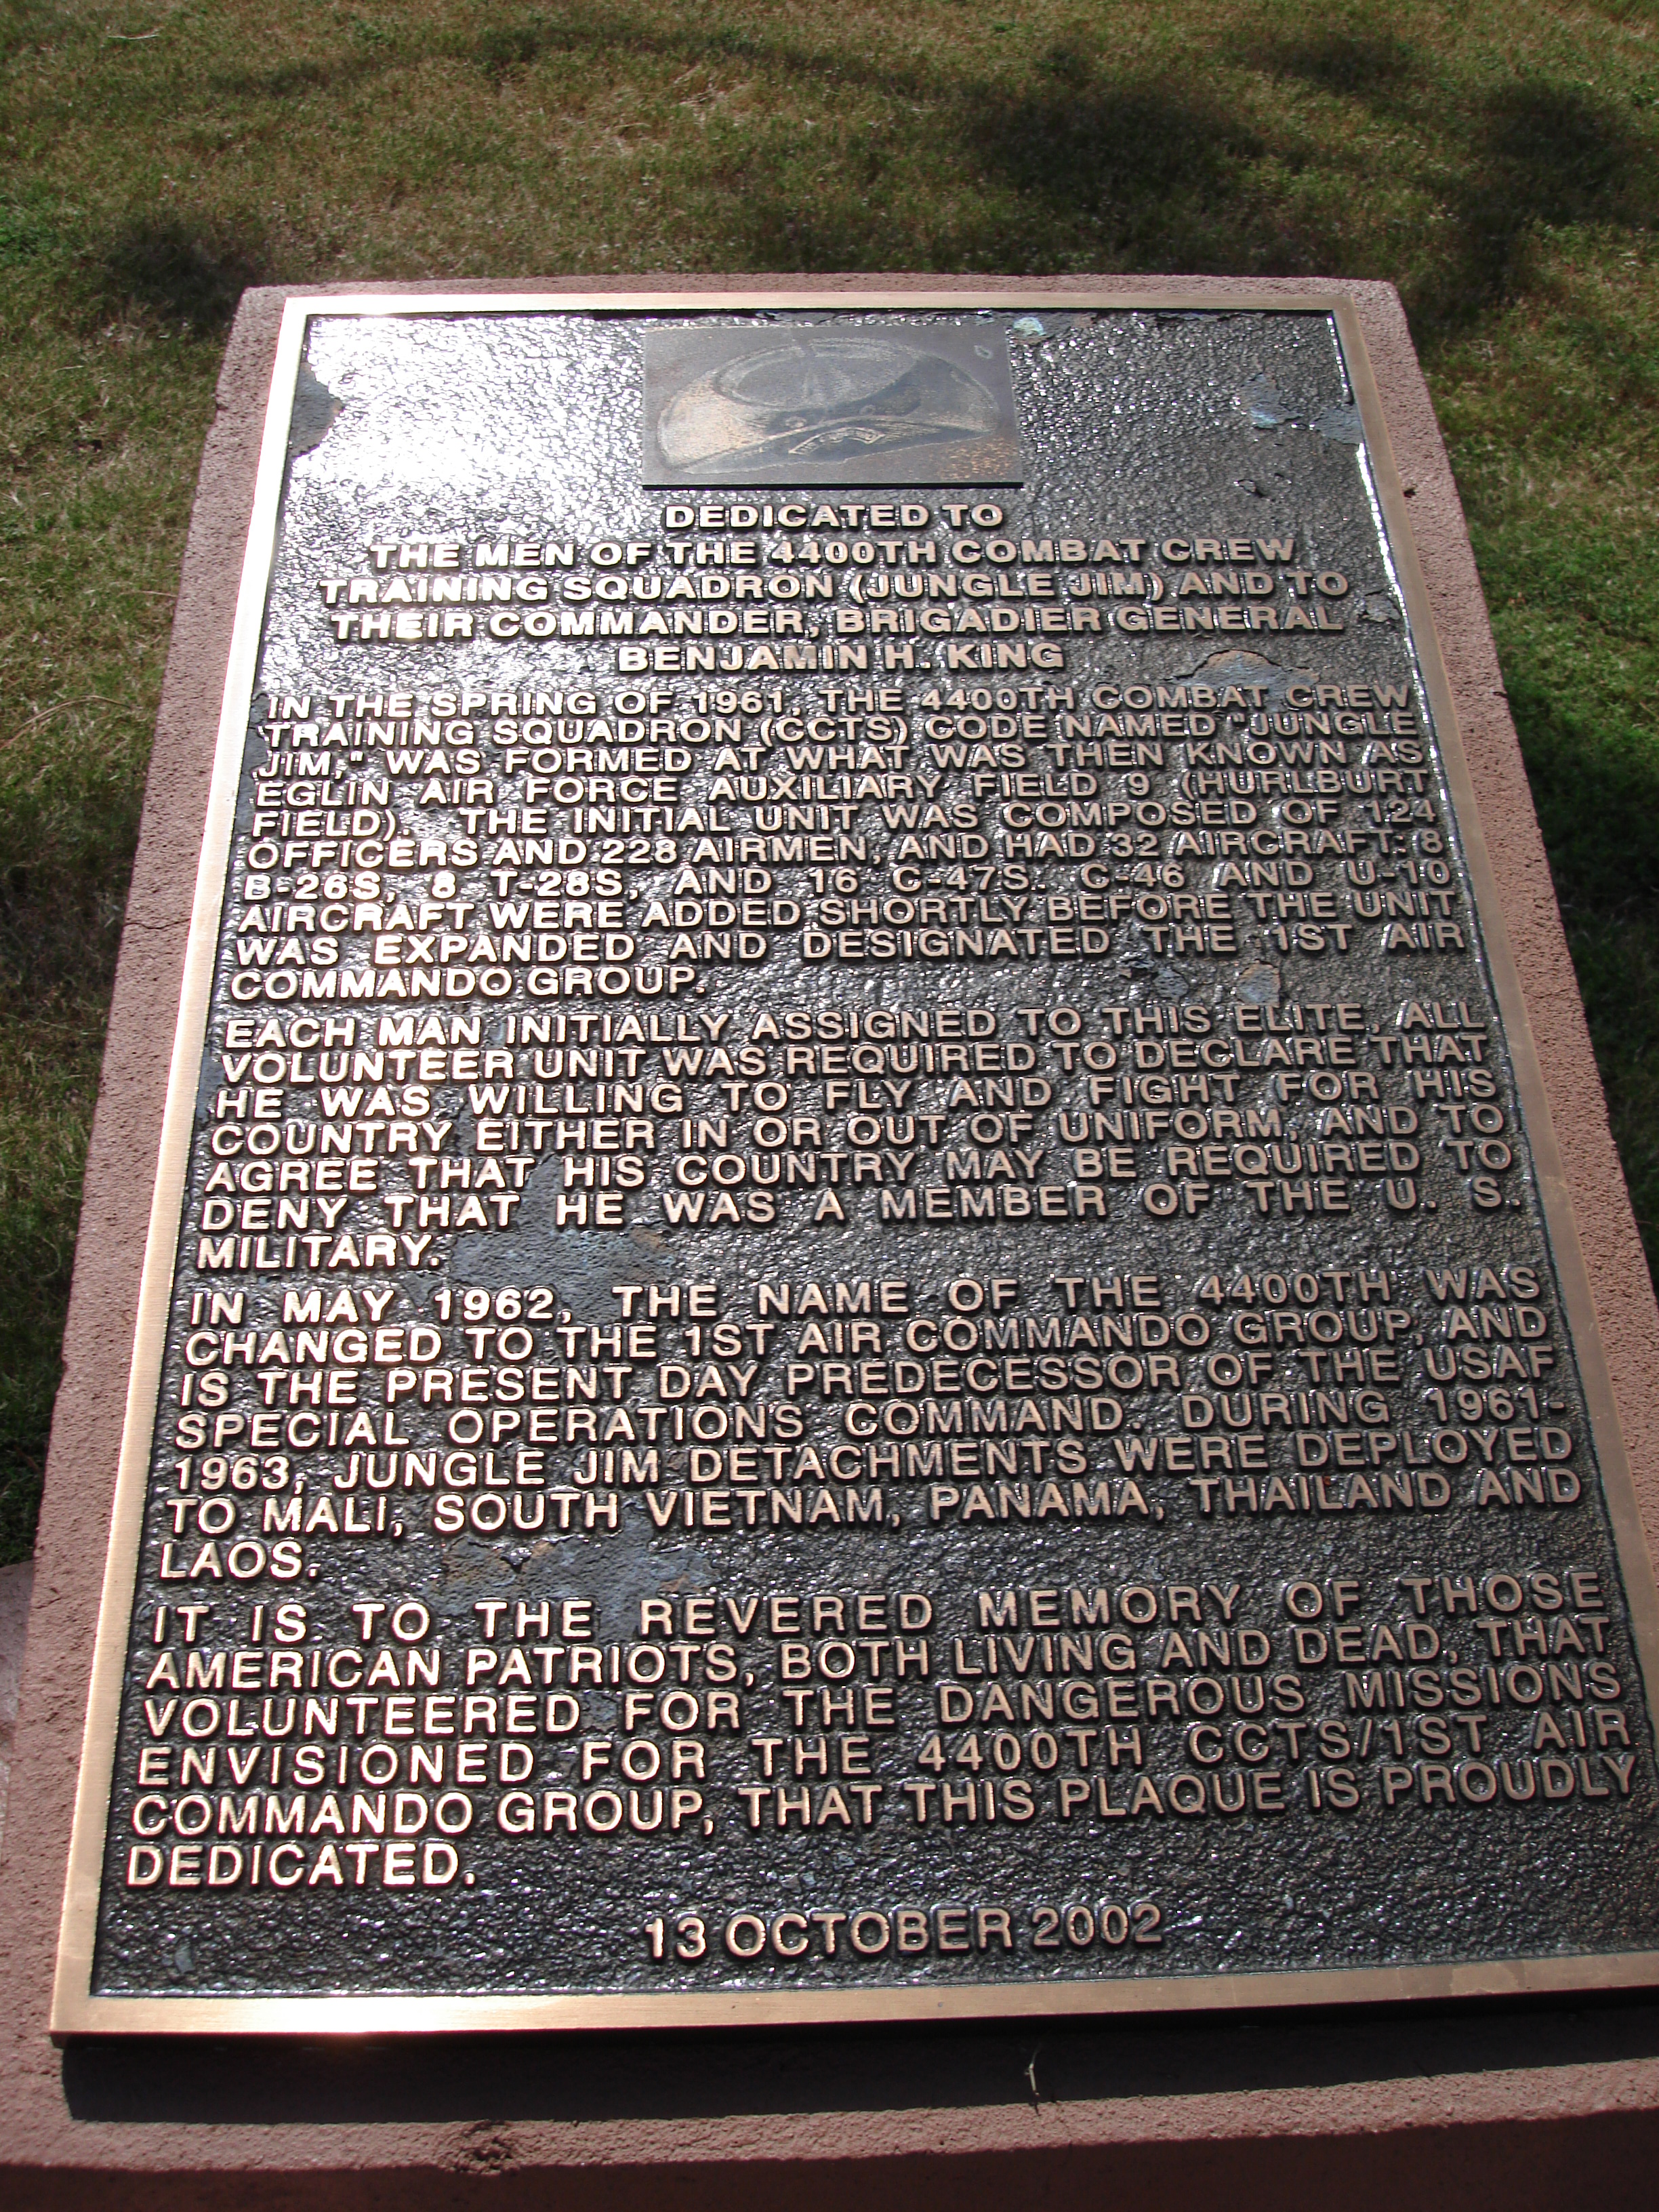 DEDICATED TO
THE MEN OF THE 4400TH COMBAT CREW
TRAINING SQUADRON (JUNGLE JIM) AND TO
THEIR COMMANDER, BRIGADIER GENERAL
BENJAMIN H. KING
IN THE SPRING OF 1961, THE 4400TH COMBAT CREW
TRAINING SQUADRON (CCTS) CODE NAMED "JUNGLE
JIM," WAS FORMED AT WHAT WAS THEN KNOWN AS
EGLIN AIR FORCE AUXILIARY FIELD 9 (HURLBURT
FIELD). THE INITIAL UNIT WAS COMPOSED OF 124
OFFICERS AND 228 AIRMEN, AND HAD 32 AIRCRAFT: 8
B-26S, 8 T-28S, AND 16 C-47S. C-46 AND U-10
AIRCRAFT WERE ADDED SHORTLY BEFORE THE UNIT
WAS EXPANDED AND DESIGNATED THE 1ST AIR
COMMANDO GROUP.
EACH MAN INITIALLY ASSIGNED TO THIS ELITE, ALL
VOLUNTEER UNIT WAS REQUIRED TO DECLARE THAT
HE WAS WILLING TO FLY AND FIGHT FOR HIS
COUNTRY EITHER IN OR OUT OF UNIFORM, AND TO
AGREE THAT HIS COUNTRY MAY BE REQUIRED TO
DENY THAT HE WAS A MEMBER OF THE U. S.
MILITARY.
IN MAY 1962, THE NAME OF THE 4400TH WAS
CHANGED TO THE 1ST AIR COMMANDO GROUP, AND
IS THE PRESENT DAY PREDECESSOR OF THE USAF
SPECIAL OPERATIONS COMMAND. DURING 1961-
1963, JUNGLE JIM DETACHMENTS WERE DEPLOYED
TO MALI, SOUTH VIETNAM, PANAMA, THAILAND AND
LAOS.
IT IS TO THE REVERED MEMORY OF THOSE
AMERICAN PATRIOTS, BOTH LIVING AND DEAD, THAT
VOLUNTEERED FOR THE DANGEROUS MISSIONS
ENVISIONED FOR THE 4400TH CCTS/1ST AIR
COMMANDO GROUP, THAT THIS PLAQUE IS PROUDLY
DEDICATED.
13 OCTOBER 2002